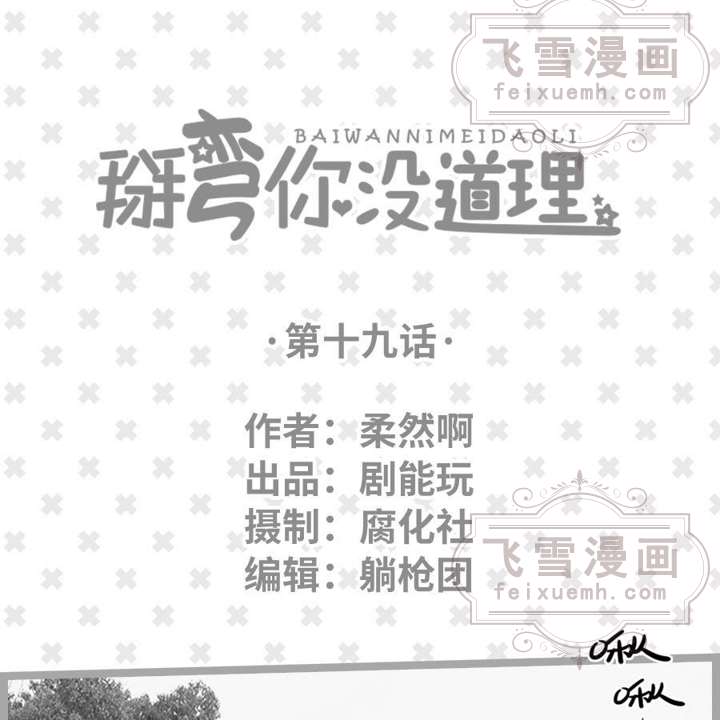 飞雪漫画
feixuemh.com
BAIWANNIMEIDAOLI
掰弯你没道理
·第十九话·
作者：柔然啊
出品：剧能玩
摄制：腐化社
编辑：躺枪团
飞雪漫画
feixuemh.com
啾
啾